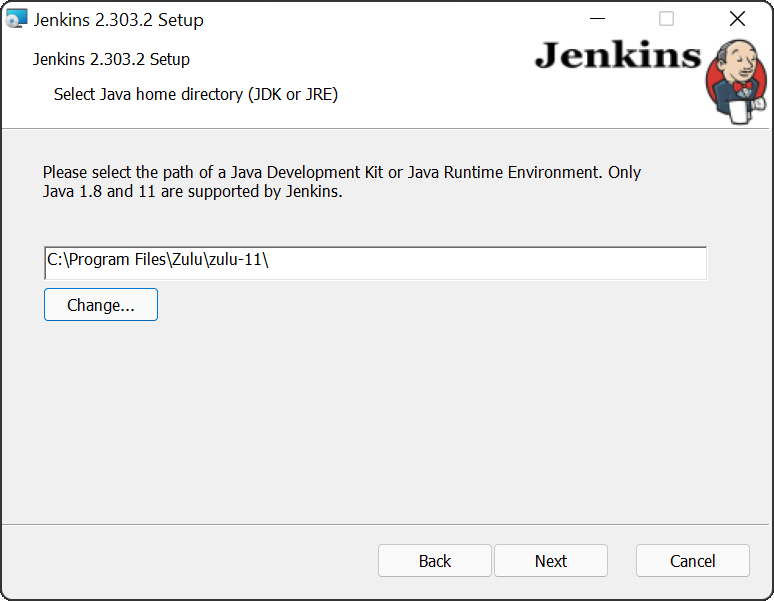 Jenkins 2.303.2 Setup
Jenkins 2.303.2 Setup
Jenkins
Select Java home directory (JDK or JRE)
Please select the path of a Java Development Kit or Java Runtime Environment. Only
Java 1.8 and 11 are supported by Jenkins.
C:\Program Files\Zulu\zulu-11\
Change...
Back
Next
Cancel